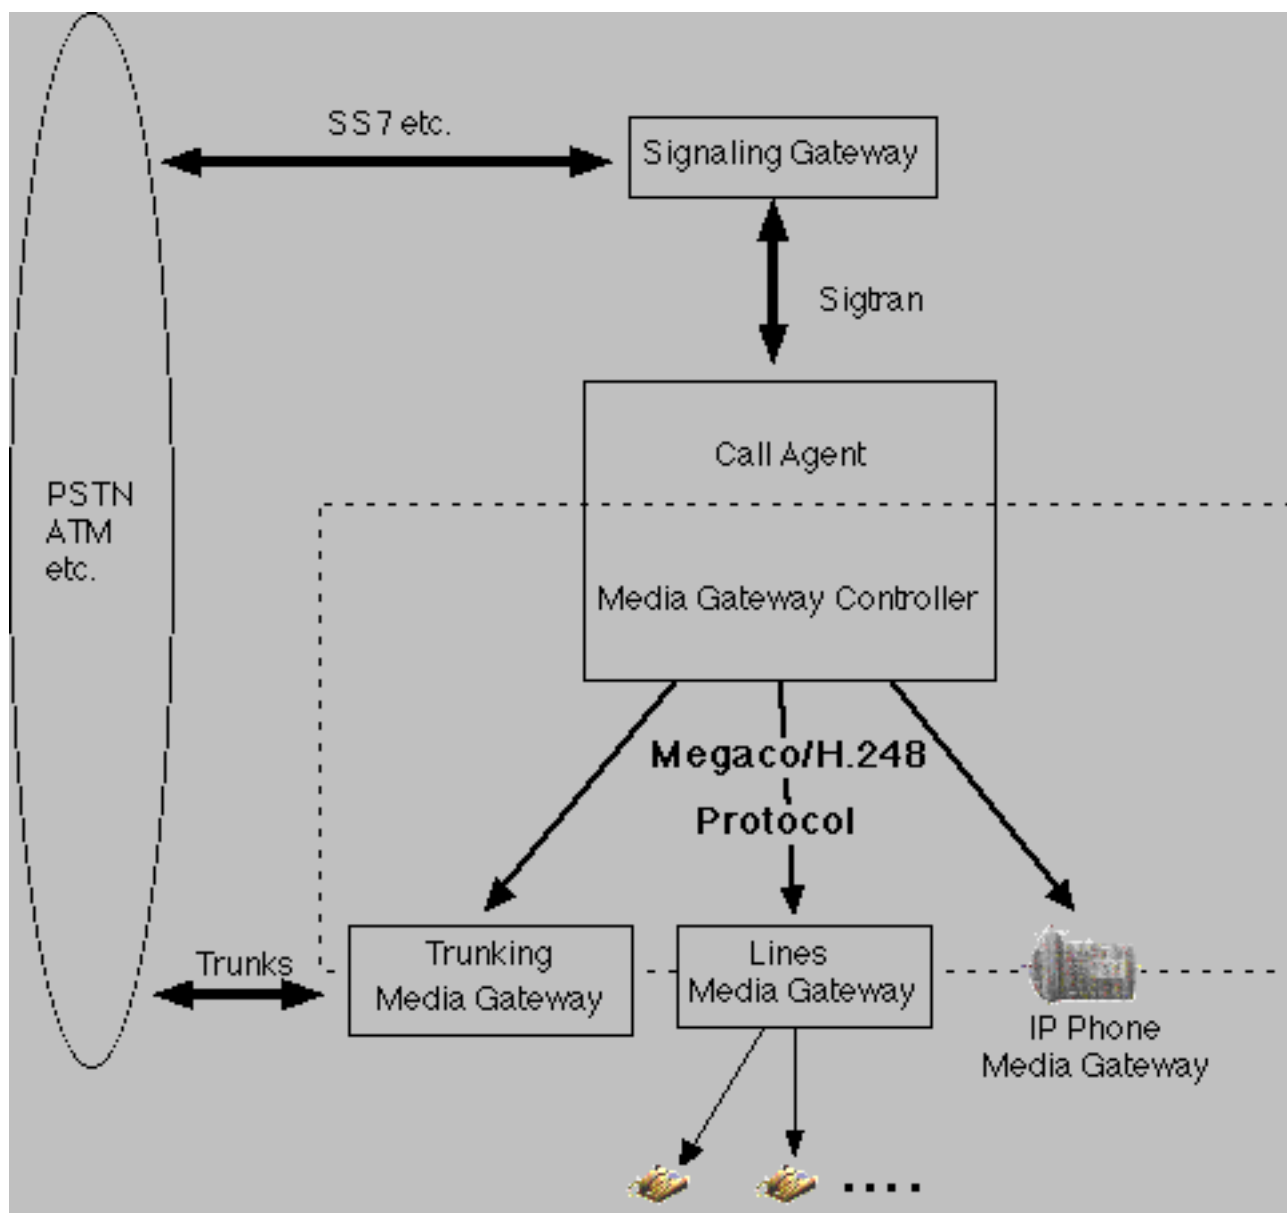 SS7 etc.
Signaling Gateway
Sigtran
Call Agent
PSTN
ATM
etc.
Media Gateway Controller
Megaco/H.248
Protocol
Trunks
Trunking
Media Gateway
Lines
Media Gateway
IP Phone
Media Gateway